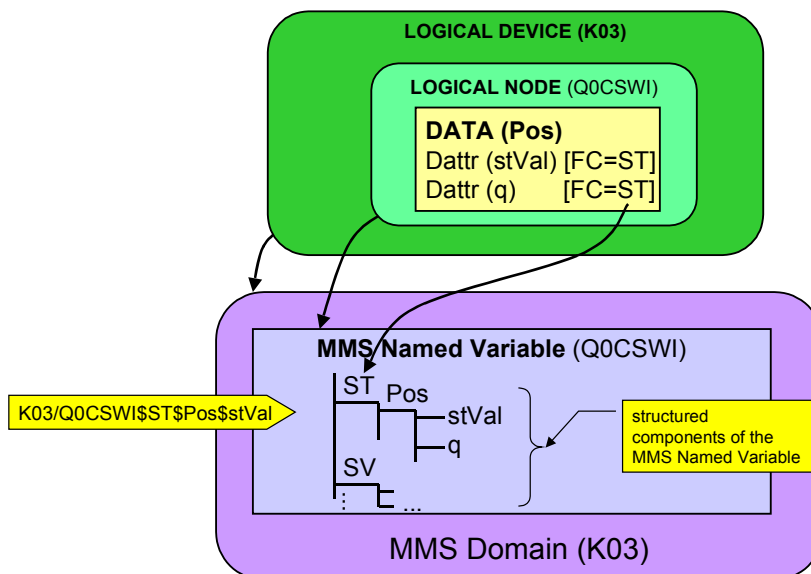 LOGICAL DEVICE (K03)
LOGICAL NODE (Q0CSWI)
DATA (Pos)
Dattr (stVal) [FC=ST]
Dattr (q) [FC=ST]
MMS Named Variable (Q0CSWI)
ST
Pos
stVal
q
SV
...
K03/Q0CSWI$ST$Pos$stVal
structured
components of the
MMS Named Variable
MMS Domain (K03)